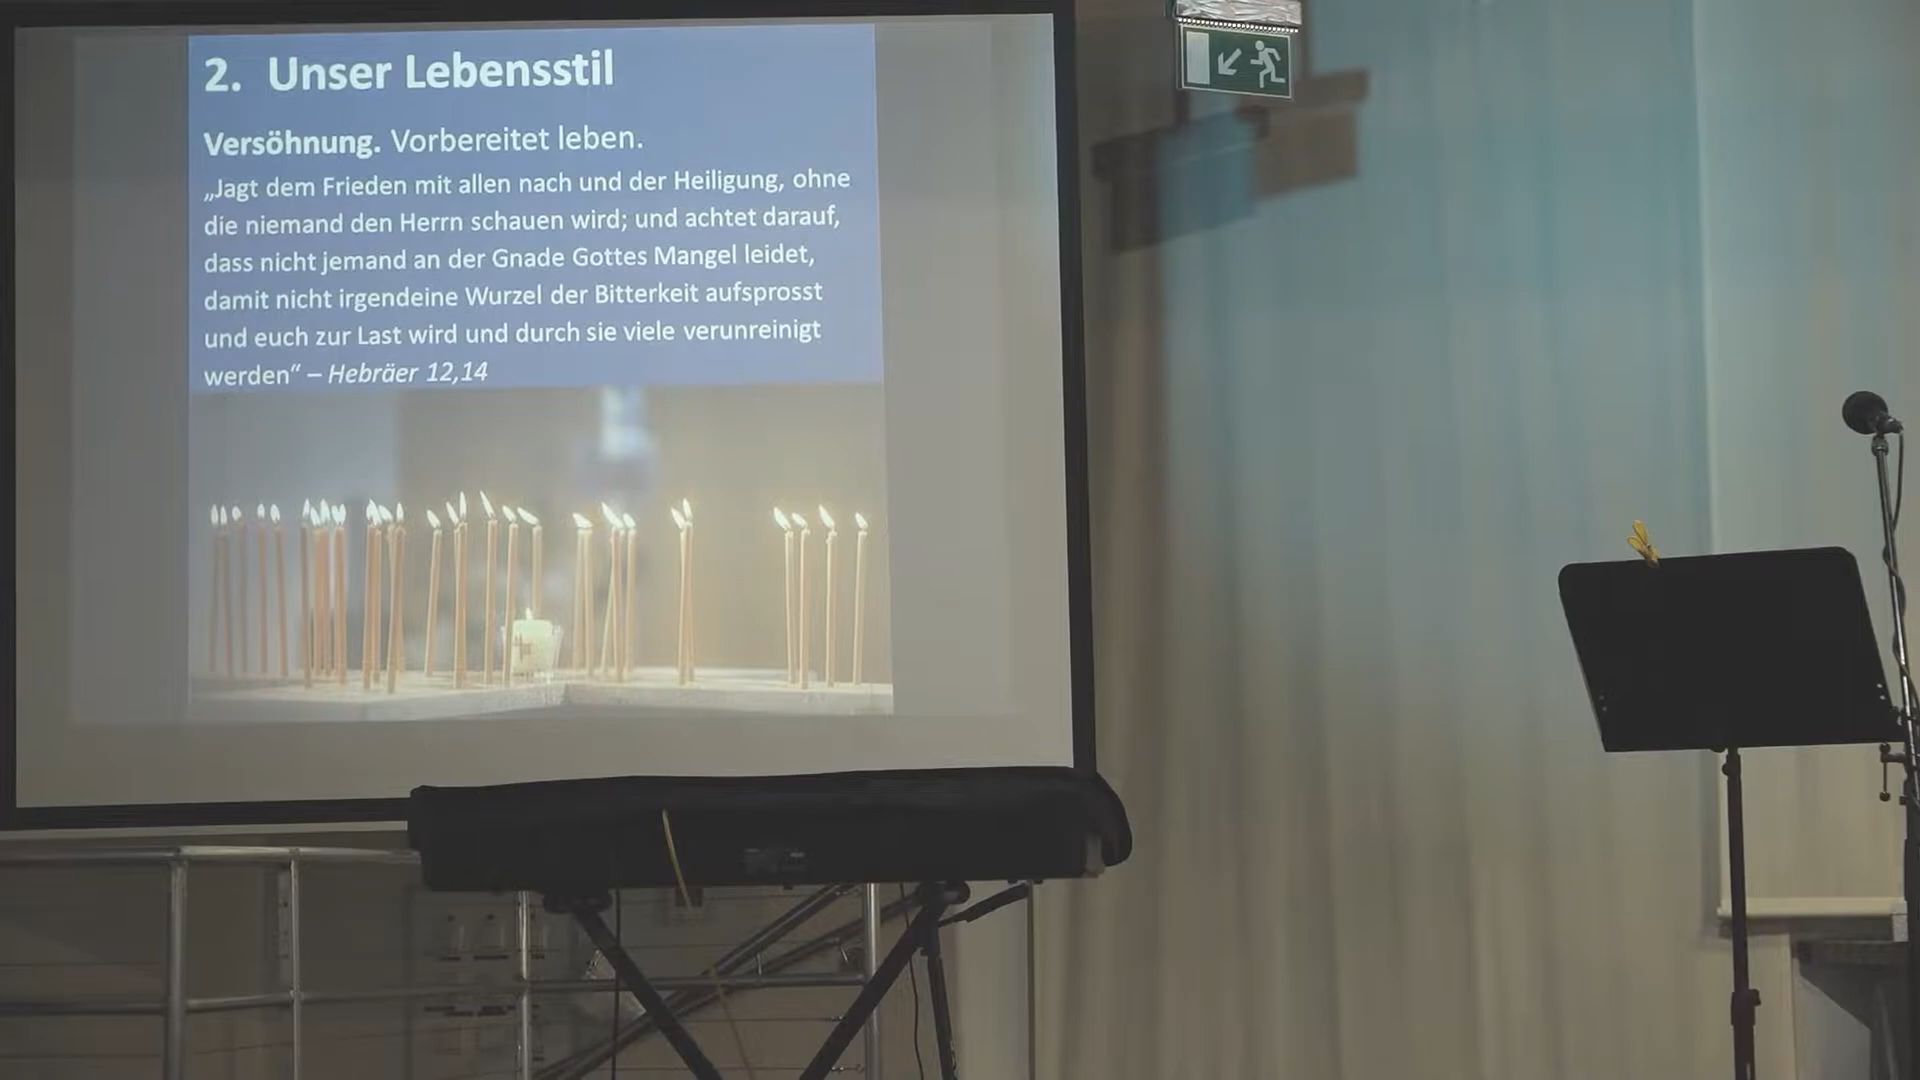 2. Unser Lebensstil
Versöhnung. Vorbereitet leben.
„Jagt dem Frieden mit allen nach und der Heiligung, ohne
die niemand den Herrn schauen wird; und achtet darauf,
dass nicht jemand an der Gnade Gottes Mangel leidet,
damit nicht irgendeine Wurzel der Bitterkeit aufsprosst
und euch zur Last wird und durch sie viele verunreinigt
werden“ – Hebräer 12,14